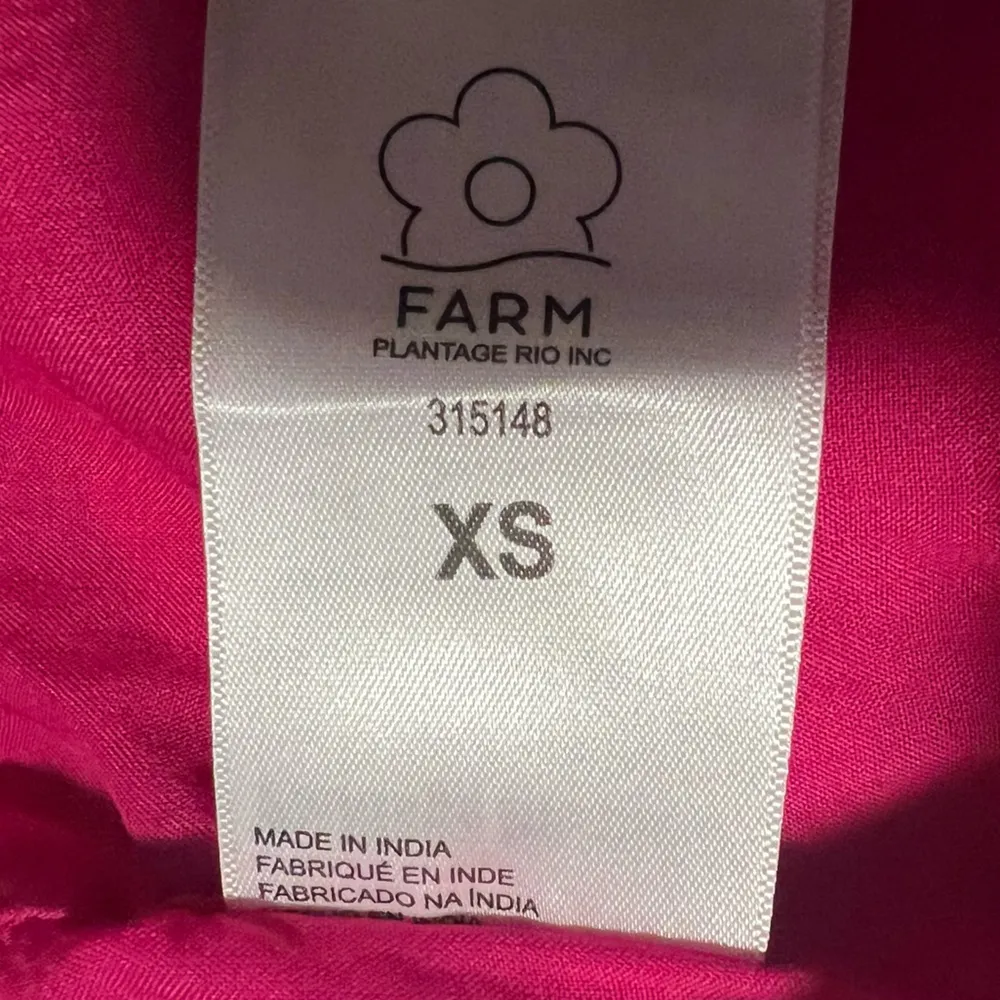 FARM
PLANTAGE RIO INC
315148
XS
MADE IN INDIA
FABRIQUÉ EN INDE
FABRICADO NA ÍNDIA